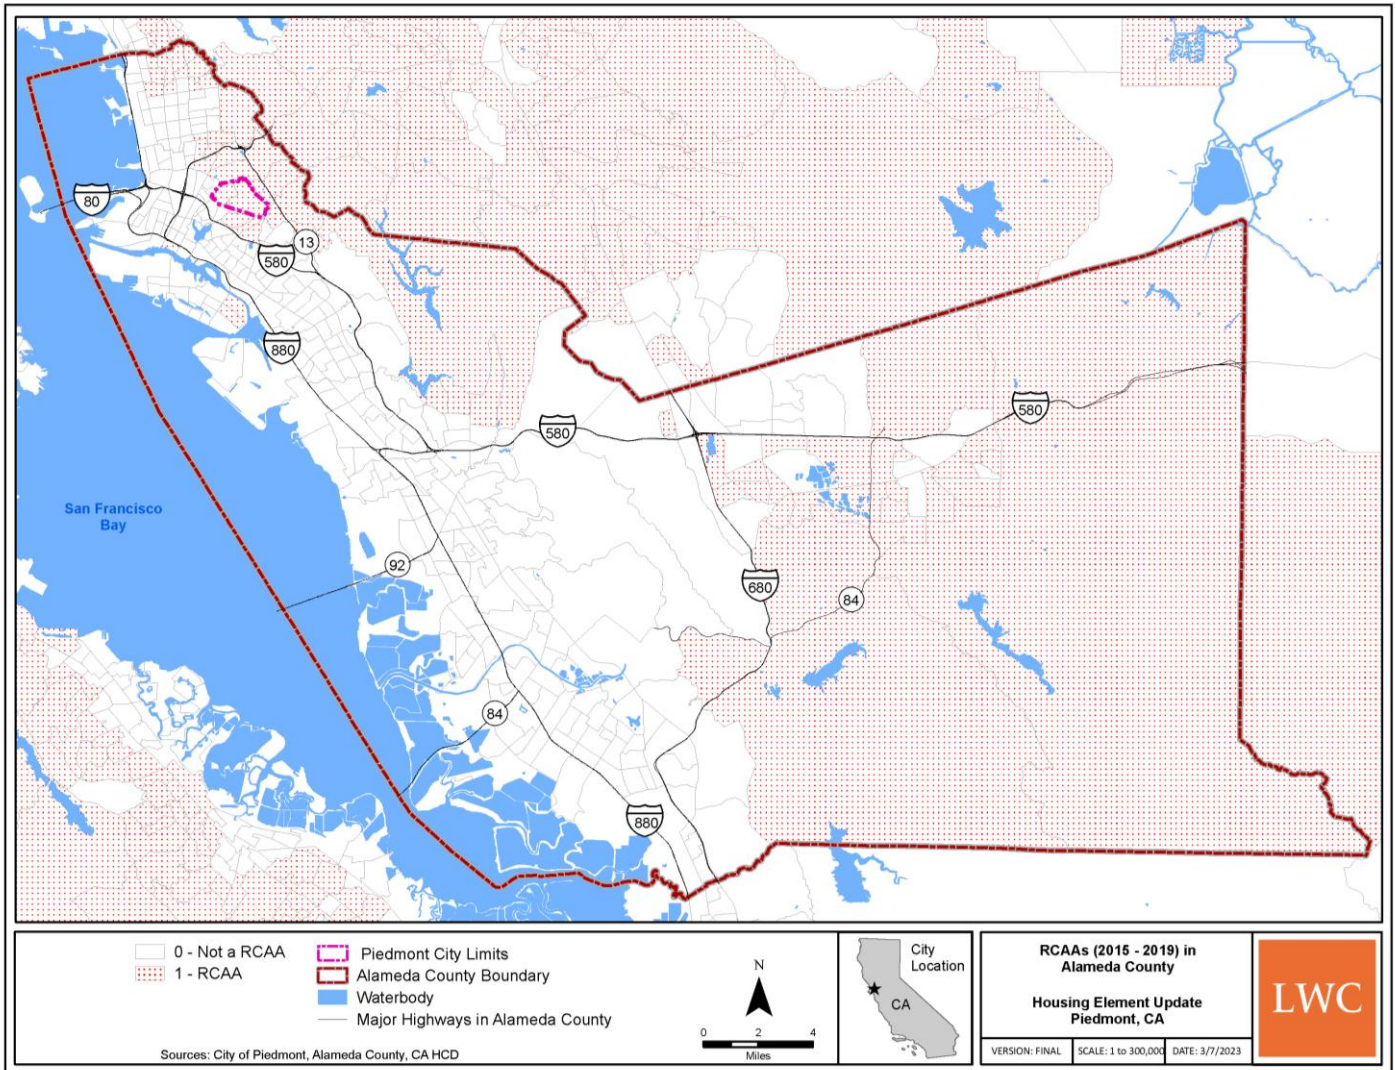 80
13
580
880
580
580
San Francisco
Bay
92
680
84
84
880
0 - Not a RCAA
1 - RCAA
Piedmont City Limits
Alameda County Boundary
Waterbody
Major Highways in Alameda County
Sources: City of Piedmont, Alameda County, CA HCD
N
0 2 4
Miles
City
Location
CA
RCAAs (2015 - 2019) in
Alameda County
Housing Element Update
Piedmont, CA
VERSION: FINAL SCALE: 1 to 300,000 DATE: 3/7/2023
LWC